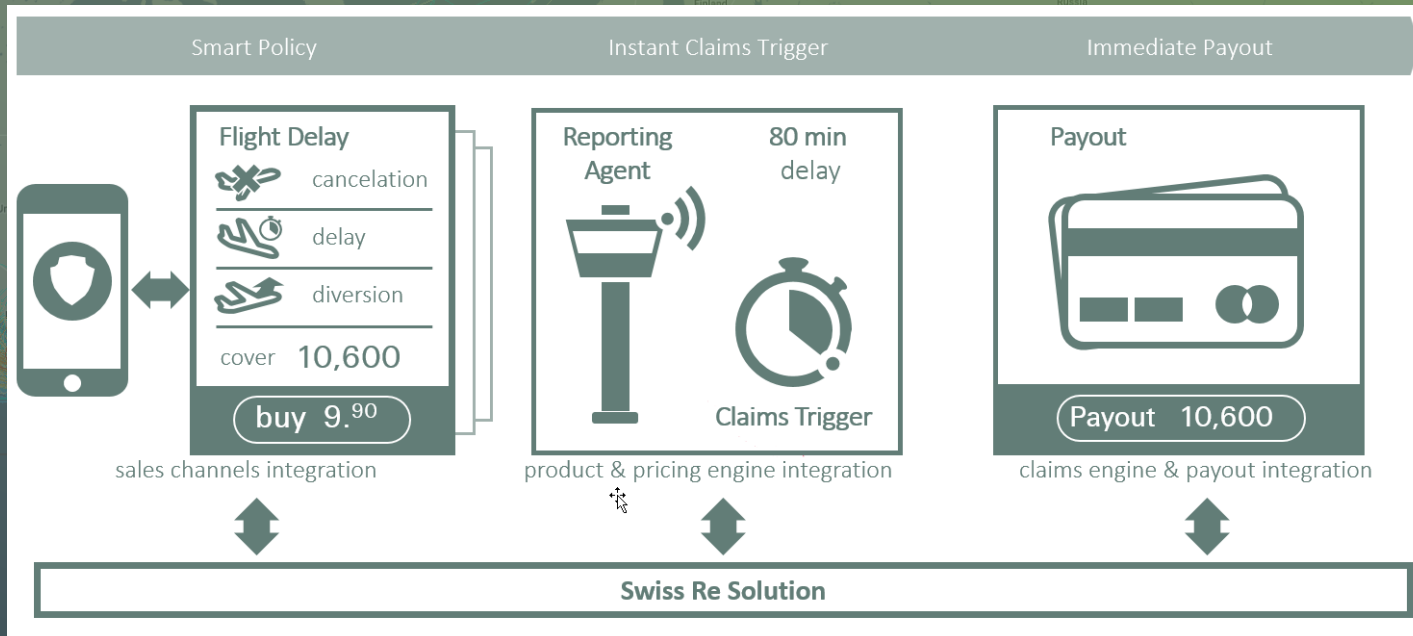 Smart Policy
Instant Claims Trigger
Immediate Payout
Flight Delay
cancelation
delay
diversion
cover 10,600
buy 9.90
sales channels integration
Reporting
Agent
80 min
delay
Claims Trigger
product & pricing engine integration
Payout
Payout 10,600
claims engine & payout integration
Swiss Re Solution